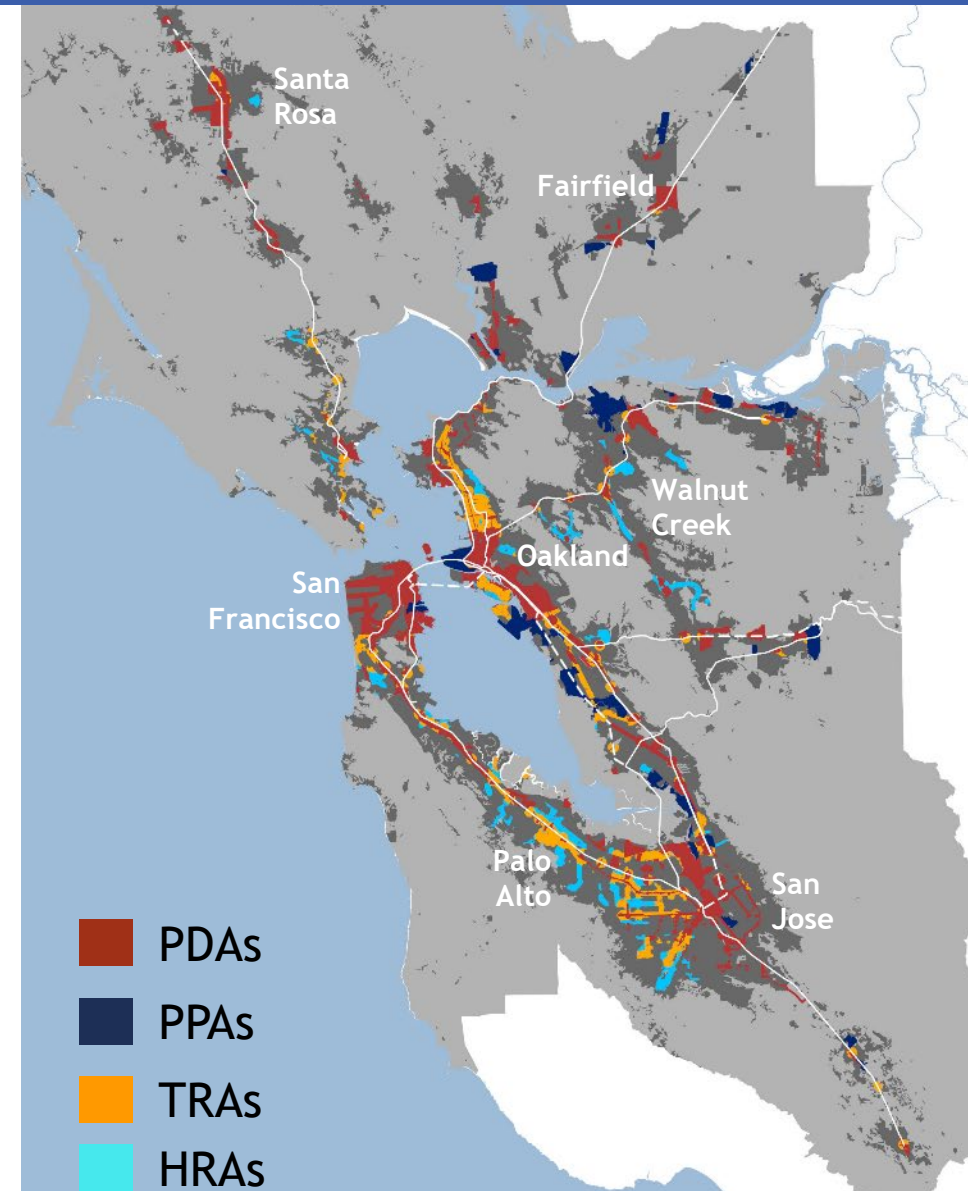 Santa
Rosa
Fairfield
Walnut
Creek
Oakland
San
Francisco
Palo
Alto
San
Jose
PDAs
PPAs
TRAs
HRAs